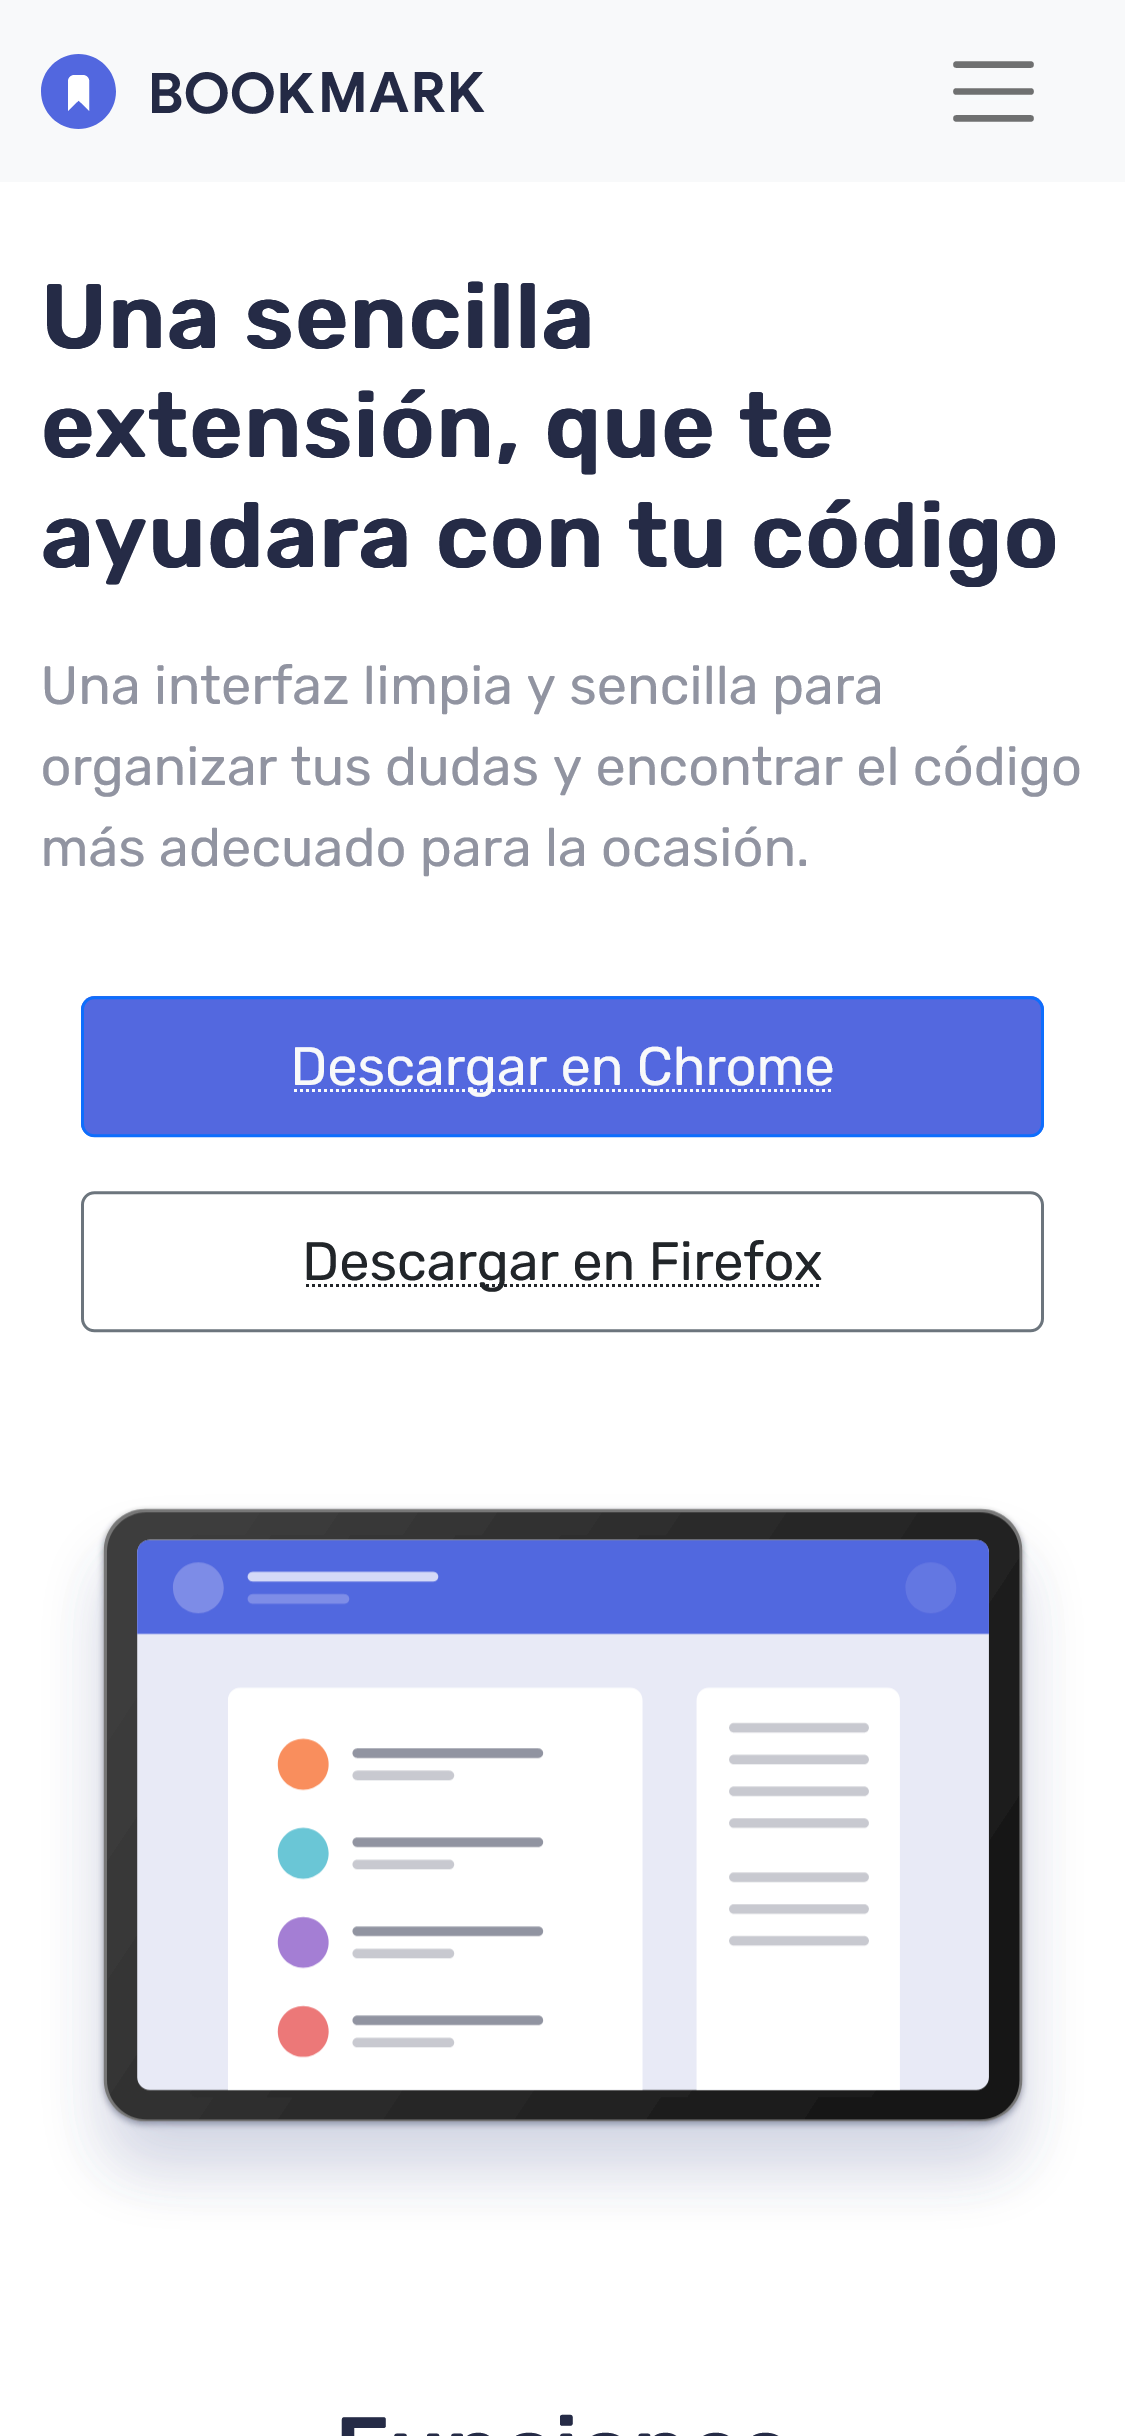 BOOKMARK
Una sencilla
extensión, que te
ayudara con tu código
Una interfaz limpia y sencilla para
organizar tus dudas y encontrar el código
más adecuado para la ocasión.
Descargar en Chrome
Descargar en Firefox
Funciones